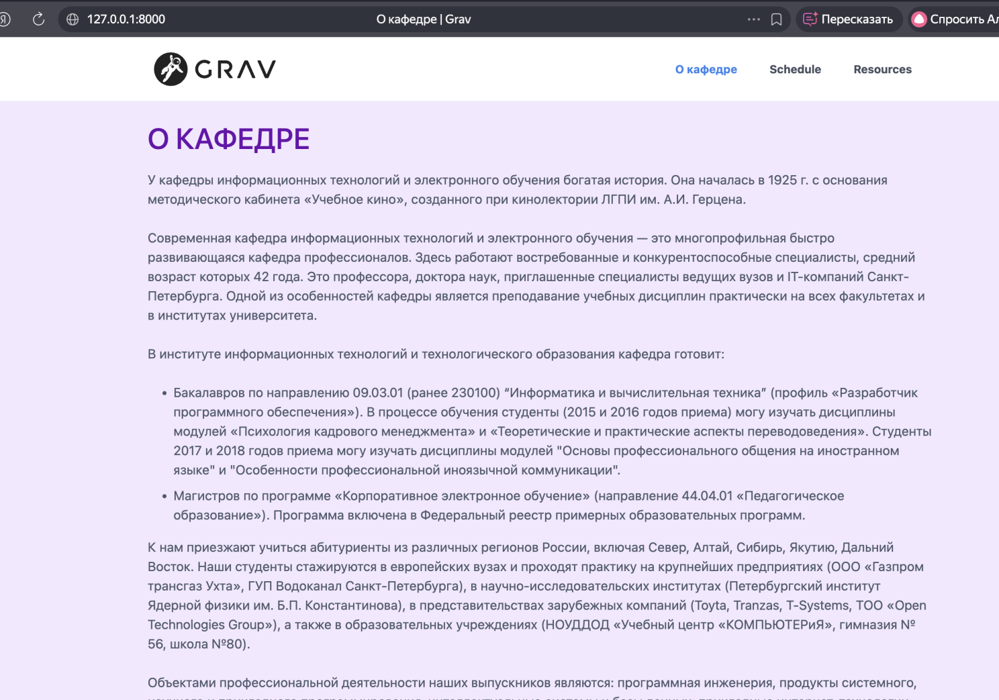 127.0.0.1:8000
О кафедре | Grav
Пересказать
Спросить
GRAV
О кафедре
Schedule
Resources
О КАФЕДРЕ
У кафедры информационных технологий и электронного обучения богатая история. Она началась в 1925 г. с основания
методического кабинета «Учебное кино», созданного при кинолектории ЛГПИ им. А.И. Герцена.
Современная кафедра информационных технологий и электронного обучения — это многопрофильная быстро
развивающаяся кафедра профессионалов. Здесь работают востребованные и конкурентоспособные специалисты, средний
возраст которых 42 года. Это профессора, доктора наук, приглашенные специалисты ведущих вузов и IT-компаний Санкт-
Петербурга. Одной из особенностей кафедры является преподавание учебных дисциплин практически на всех факультетах и
в институтах университета.
В институте информационных технологий и технологического образования кафедра готовит:
• Бакалавров по направлению 09.03.01 (ранее 230100) “Информатика и вычислительная техника” (профиль «Разработчик
программного обеспечения»). В процессе обучения студенты (2015 и 2016 годов приема) могу изучать дисциплины
модулей «Психология кадрового менеджмента» и «Теоретические и практические аспекты переводоведения». Студенты
2017 и 2018 годов приема могу изучать дисциплины модулей "Основы профессионального общения на иностранном
языке" и "Особенности профессиональной иноязычной коммуникации".
• Магистров по программе «Корпоративное электронное обучение» (направление 44.04.01 «Педагогическое
образование»). Программа включена в Федеральный реестр примерных образовательных программ.
К нам приезжают учиться абитуриенты из различных регионов России, включая Север, Алтай, Сибирь, Якутию, Дальний
Восток. Наши студенты стажируются в европейских вузах и проходят практику на крупнейших предприятиях (ООО «Газпром
трансгаз Ухта», ГУП Водоканал Санкт-Петербурга), в научно-исследовательских институтах (Петербургский институт
Ядерной физики им. Б.П. Константинова), в представительствах зарубежных компаний (Toyta, Tranzas, T-Systems, ТОО «Open
Technologies Group»), а также в образовательных учреждениях (НОУДДОД «Учебный центр «КОМПЬЮТЕРиЯ», гимназия №
56, школа №80).
Объектами профессиональной деятельности наших выпускников являются: программная инженерия, продукты системного,